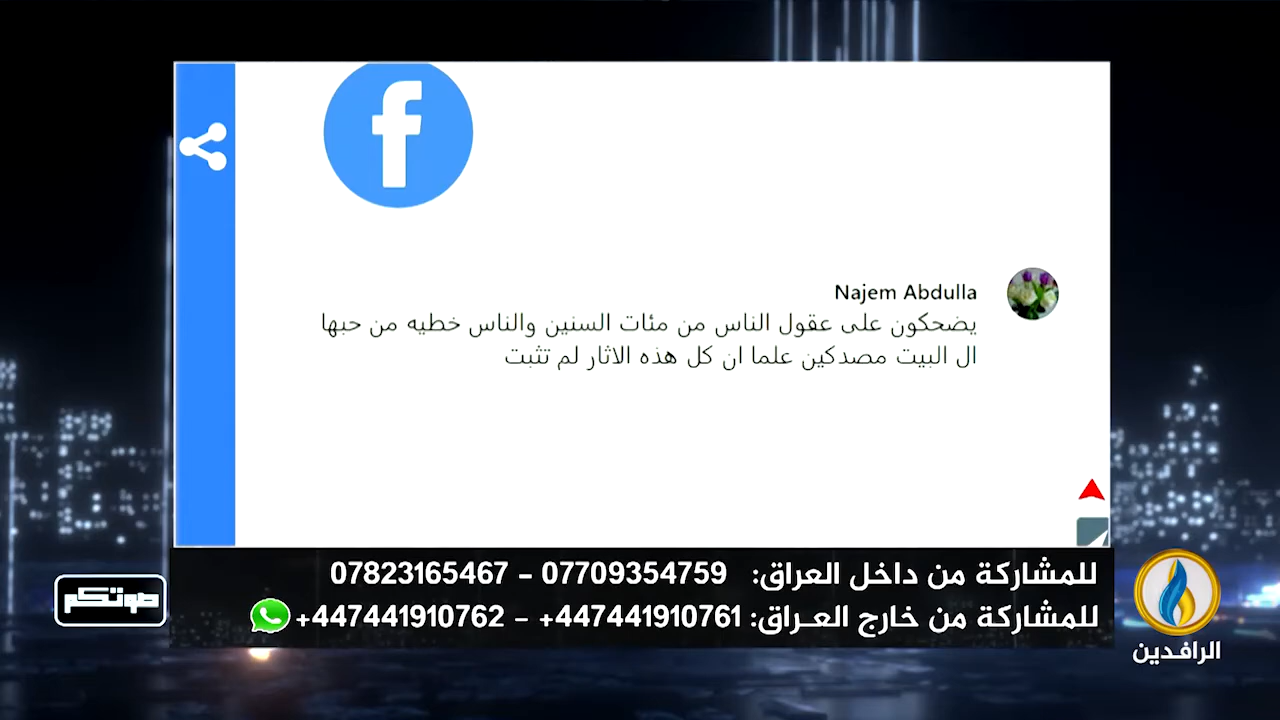 f
Najem Abdulla
يضحكون على عقول الناس من مئات السنين والناس خطيه من حبها
ال البيت مصدكين علما ان كل هذه الاثار لم تثبت
للمشاركة من داخل العراق: 07709354759 - 07823165467
للمشاركة من خارج العـراق: 447441910761+ - 447441910762+
صوتكم
الرافدين